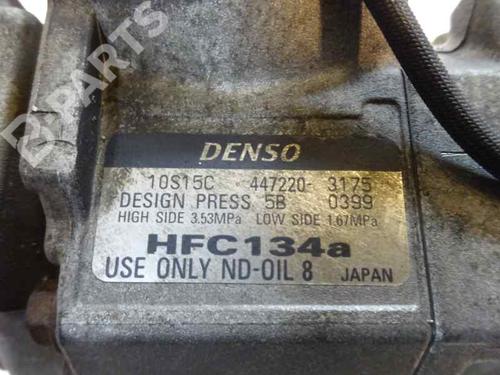 B-PARTS
DENSO
10S15C 447220- 3175
DESIGN PRESS 5B 0399
HIGH SIDE 3.53MPa LOW SIDE 1.67MPa
HFC134a
USE ONLY ND-OIL 8 JAPAN